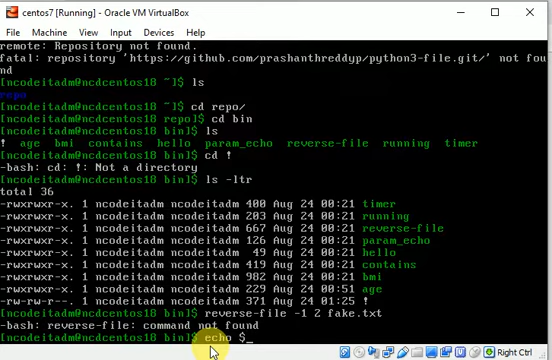 centos7 [Running] - Oracle VM VirtualBox
File Machine View Input Devices Help
remote: Repository not found.
fatal: repository 'https://github.com/prashanthreddyp/python3-file.git/' not fou
nd
[ncodeitadm@ncdcentos18 ~]$ ls
repo
[ncodeitadm@ncdcentos18 ~]$ cd repo/
[ncodeitadm@ncdcentos18 repo]$ cd bin
[ncodeitadm@ncdcentos18 bin]$ ls
! age bmi contains hello param_echo reverse-file running timer
[ncodeitadm@ncdcentos18 bin]$ cd !
-bash: cd: !: Not a directory
[ncodeitadm@ncdcentos18 bin]$ ls -ltr
total 36
-rwxrwxr-x. 1 ncodeitadm ncodeitadm 400 Aug 24 00:21 timer
-rwxrwxr-x. 1 ncodeitadm ncodeitadm 203 Aug 24 00:21 running
-rwxrwxr-x. 1 ncodeitadm ncodeitadm 667 Aug 24 00:21 reverse-file
-rwxrwxr-x. 1 ncodeitadm ncodeitadm 126 Aug 24 00:21 param_echo
-rwxrwxr-x. 1 ncodeitadm ncodeitadm 49 Aug 24 00:21 hello
-rwxrwxr-x. 1 ncodeitadm ncodeitadm 419 Aug 24 00:21 contains
-rwxrwxr-x. 1 ncodeitadm ncodeitadm 982 Aug 24 00:21 bmi
-rwxrwxr-x. 1 ncodeitadm ncodeitadm 229 Aug 24 00:51 age
-rw-rw-r--. 1 ncodeitadm ncodeitadm 371 Aug 24 01:25 !
[ncodeitadm@ncdcentos18 bin]$ reverse-file -1 2 fake.txt
-bash: reverse-file: command not found
[ncodeitadm@ncdcentos18 bin]$ echo $_
Right Ctrl